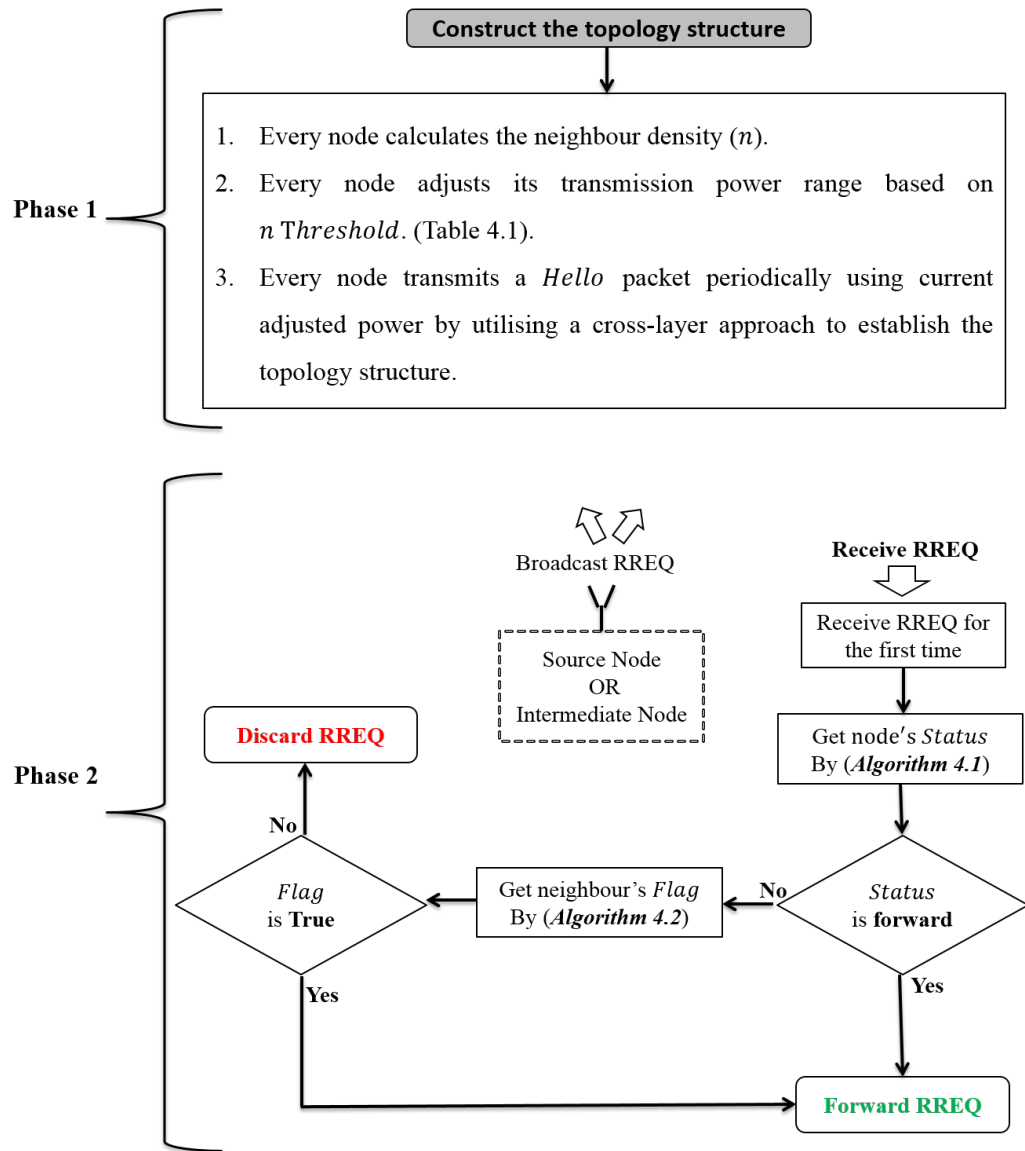 Construct the topology structure
Phase 1
1. Every node calculates the neighbour density (n).
2. Every node adjusts its transmission power range based on
n Threshold. (Table 4.1).
3. Every node transmits a Hello packet periodically using current
adjusted power by utilising a cross-layer approach to establish the
topology structure.
Phase 2
Broadcast RREQ
Source Node
OR
Intermediate Node
Receive RREQ
Receive RREQ for
the first time
Get node's Status
By (Algorithm 4.1)
Status
is forward
No
Yes
Get neighbour's Flag
By (Algorithm 4.2)
Flag
is True
No
Yes
Discard RREQ
Forward RREQ